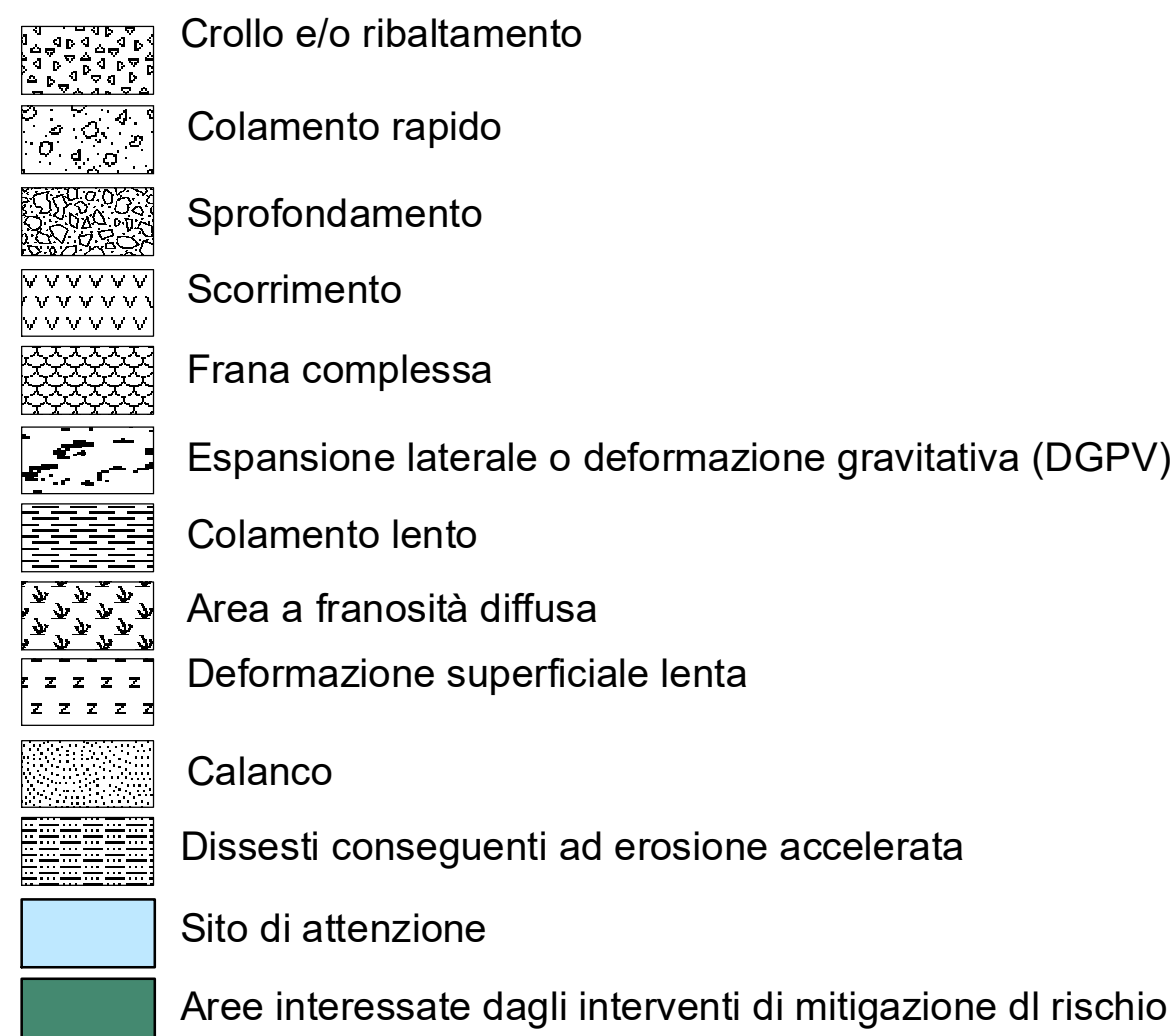 Crollo e/o ribaltamento
Colamento rapido
Sprofondamento
Scorrimento
Frana complessa
Espansione laterale o deformazione gravitativa (DGPV)
Colamento lento
Area a franosità diffusa
Deformazione superficiale lenta
Calanco
Dissesti conseguenti ad erosione accelerata
Sito di attenzione
Aree interessate dagli interventi di mitigazione dl rischio